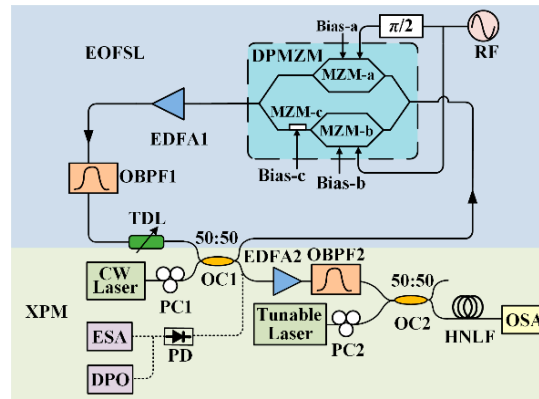 Bias-a
π/2
EOFSL
DPMZM
RF
MZM-a
MZM-c
MZM-b
EDFA1
Bias-c
Bias-b
OBPF1
TDL
50:50
EDFA2
OBPF2
CW
Laser
OC1
50:50
PC1
XPM
Tunable
Laser
OC2
ESA
PD
PC2
HNLF
OSA
DPO